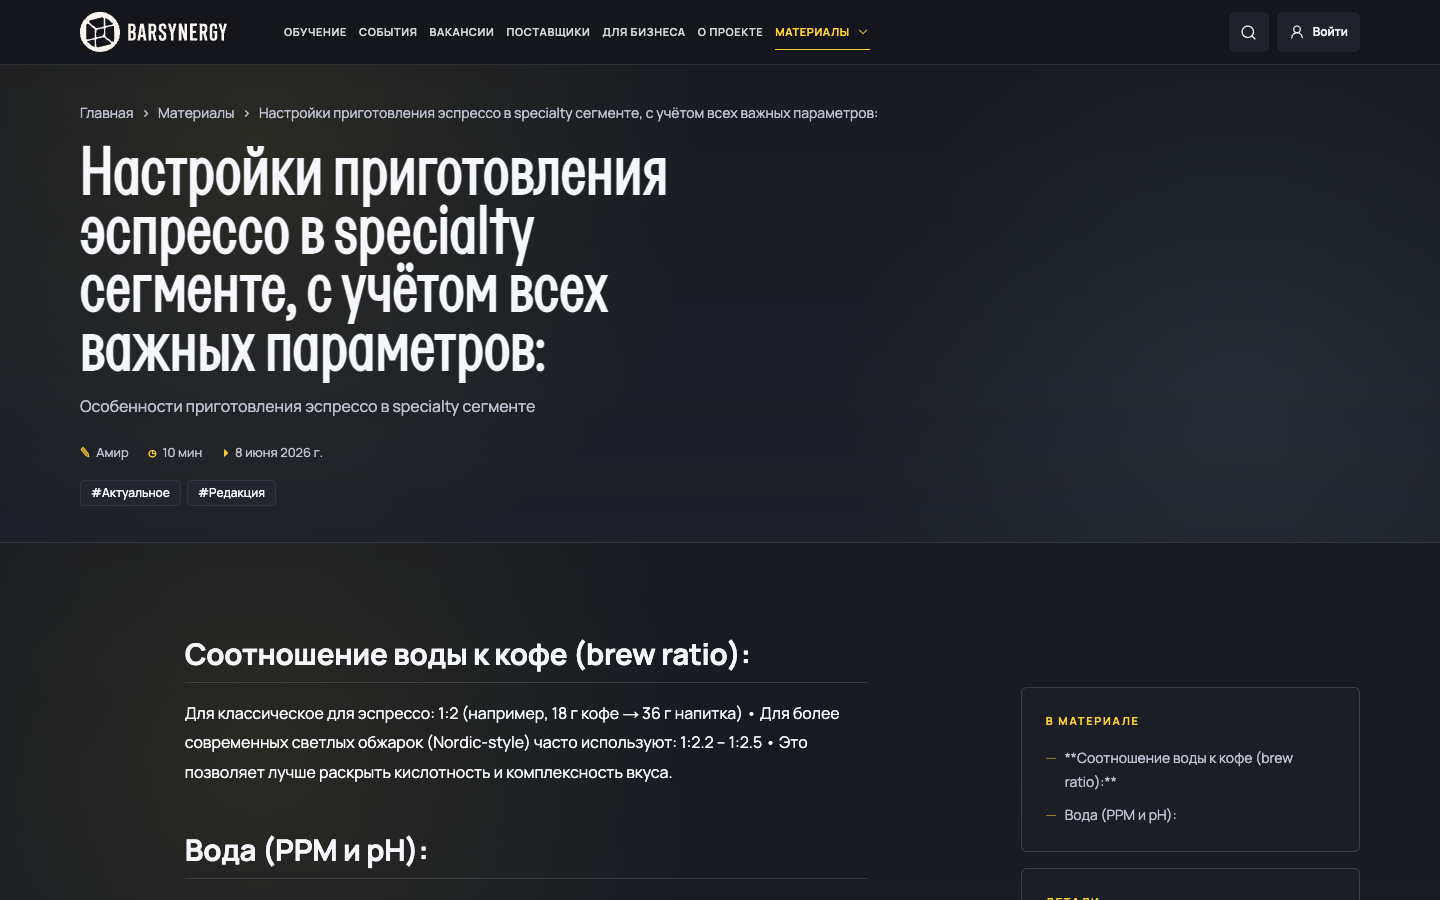 BARSYNERGY
ОБУЧЕНИЕ СОБЫТИЯ ВАКАНСИИ ПОСТАВЩИКИ ДЛЯ БИЗНЕСА О ПРОЕКТЕ МАТЕРИАЛЫ
Войти
Главная > Материалы > Настройки приготовления эспрессо в specialty сегменте, с учётом всех важных параметров:
Настройки приготовления
эспрессо в specialty
сегменте, с учётом всех
важных параметров:
Особенности приготовления эспрессо в specialty сегменте
Амир 10 мин 8 июня 2026 г.
#Актуальное #Редакция
Соотношение воды к кофе (brew ratio):
Для классическое для эспрессо: 1:2 (например, 18 г кофе → 36 г напитка) • Для более
современных светлых обжарок (Nordic-style) часто используют: 1:2.2 – 1:2.5 • Это
позволяет лучше раскрыть кислотность и комплексность вкуса.
Вода (PPM и pH):
В МАТЕРИАЛЕ
— **Соотношение воды к кофе (brew
ratio):**
— Вода (PPM и pH):